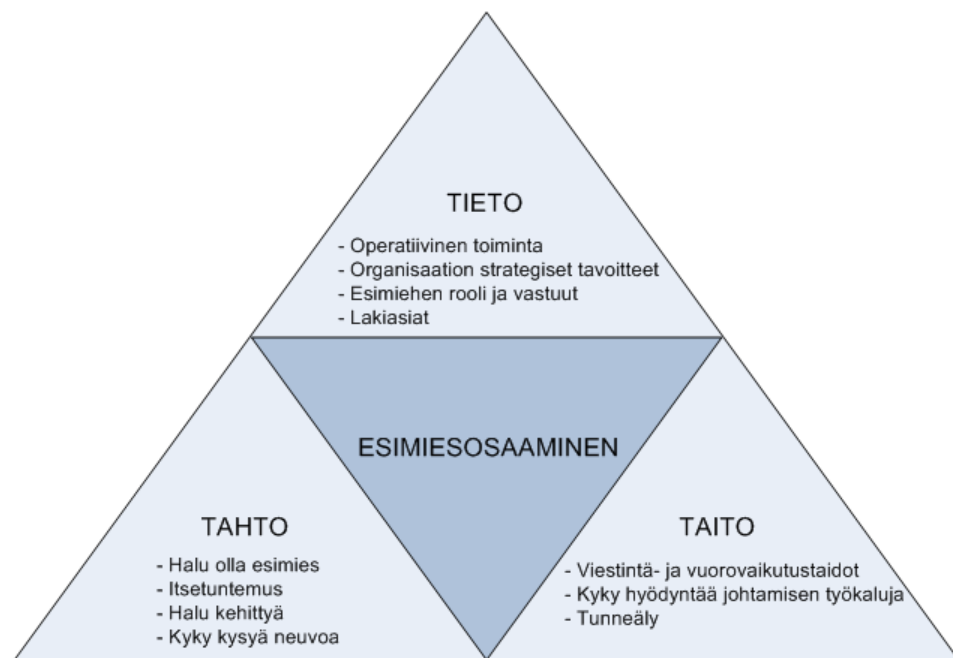 TIETO
- Operatiivinen toiminta
- Organisaation strategiset tavoitteet
- Esimiehen rooli ja vastuut
- Lakiasiat
ESIMIESOSAAMINEN
TAHTO
- Halu olla esimies
- Itsetuntemus
- Halu kehittyä
- Kyky kysyä neuvoa
TAITO
- Viestintä- ja vuorovaikutustaidot
- Kyky hyödyntää johtamisen työkaluja
- Tunneäly